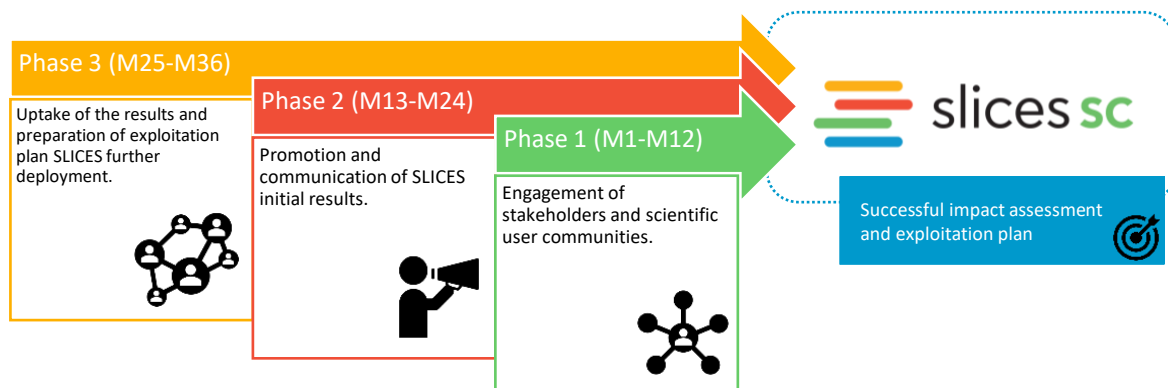 Phase 3 (M25-M36)
Uptake of the results and
preparation of exploitation
plan SLICES further
deployment.
Phase 2 (M13-M24)
Promotion and
communication of SLICES
initial results.
Phase 1 (M1-M12)
Engagement of
stakeholders and scientific
user communities.
slices sc
Successful impact assessment
and exploitation plan